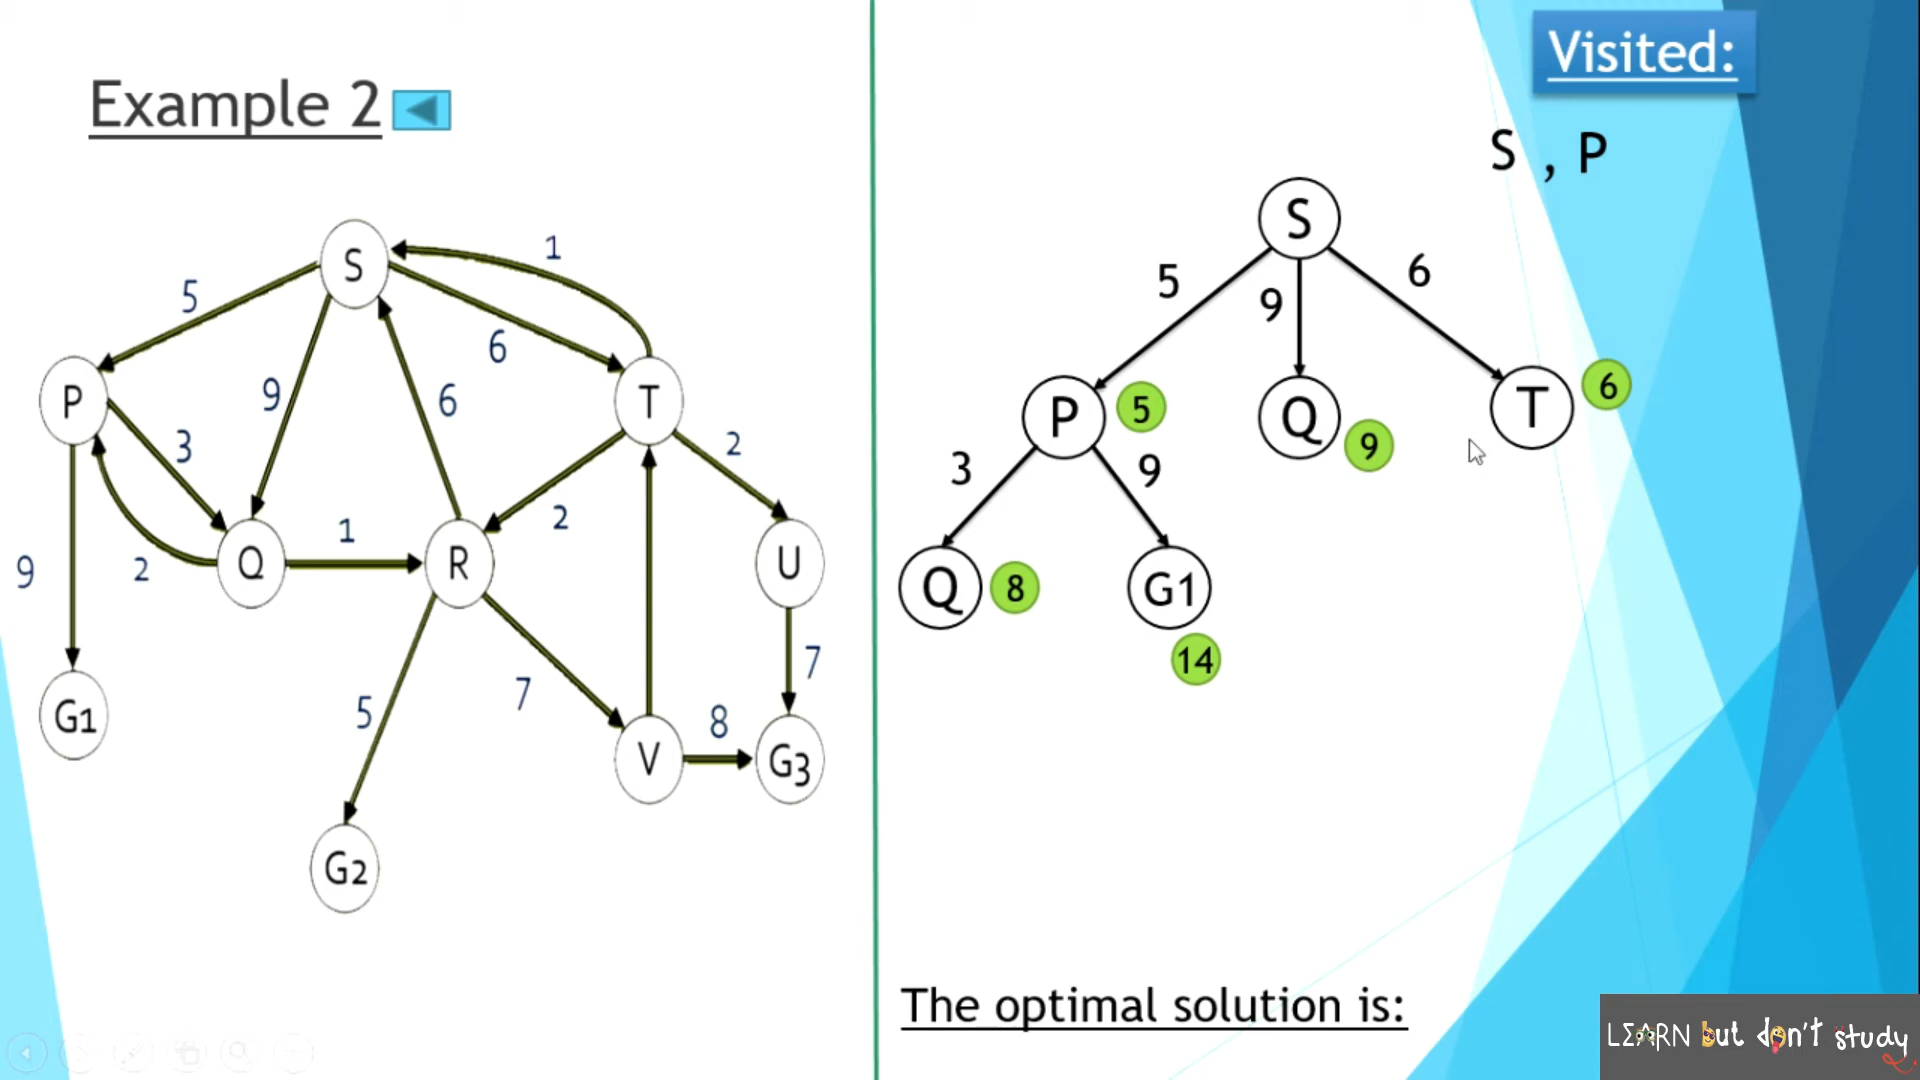 Example 2
S
1
5
6
P
9
6
T
3
2
9
2
Q
1
R
2
U
G1
5
7
7
V
8
G3
G2
Visited:
S , P
S
5
9
6
P
5
Q
9
T
6
3
9
Q
8
G1
14
The optimal solution is:
LEARN but don't study